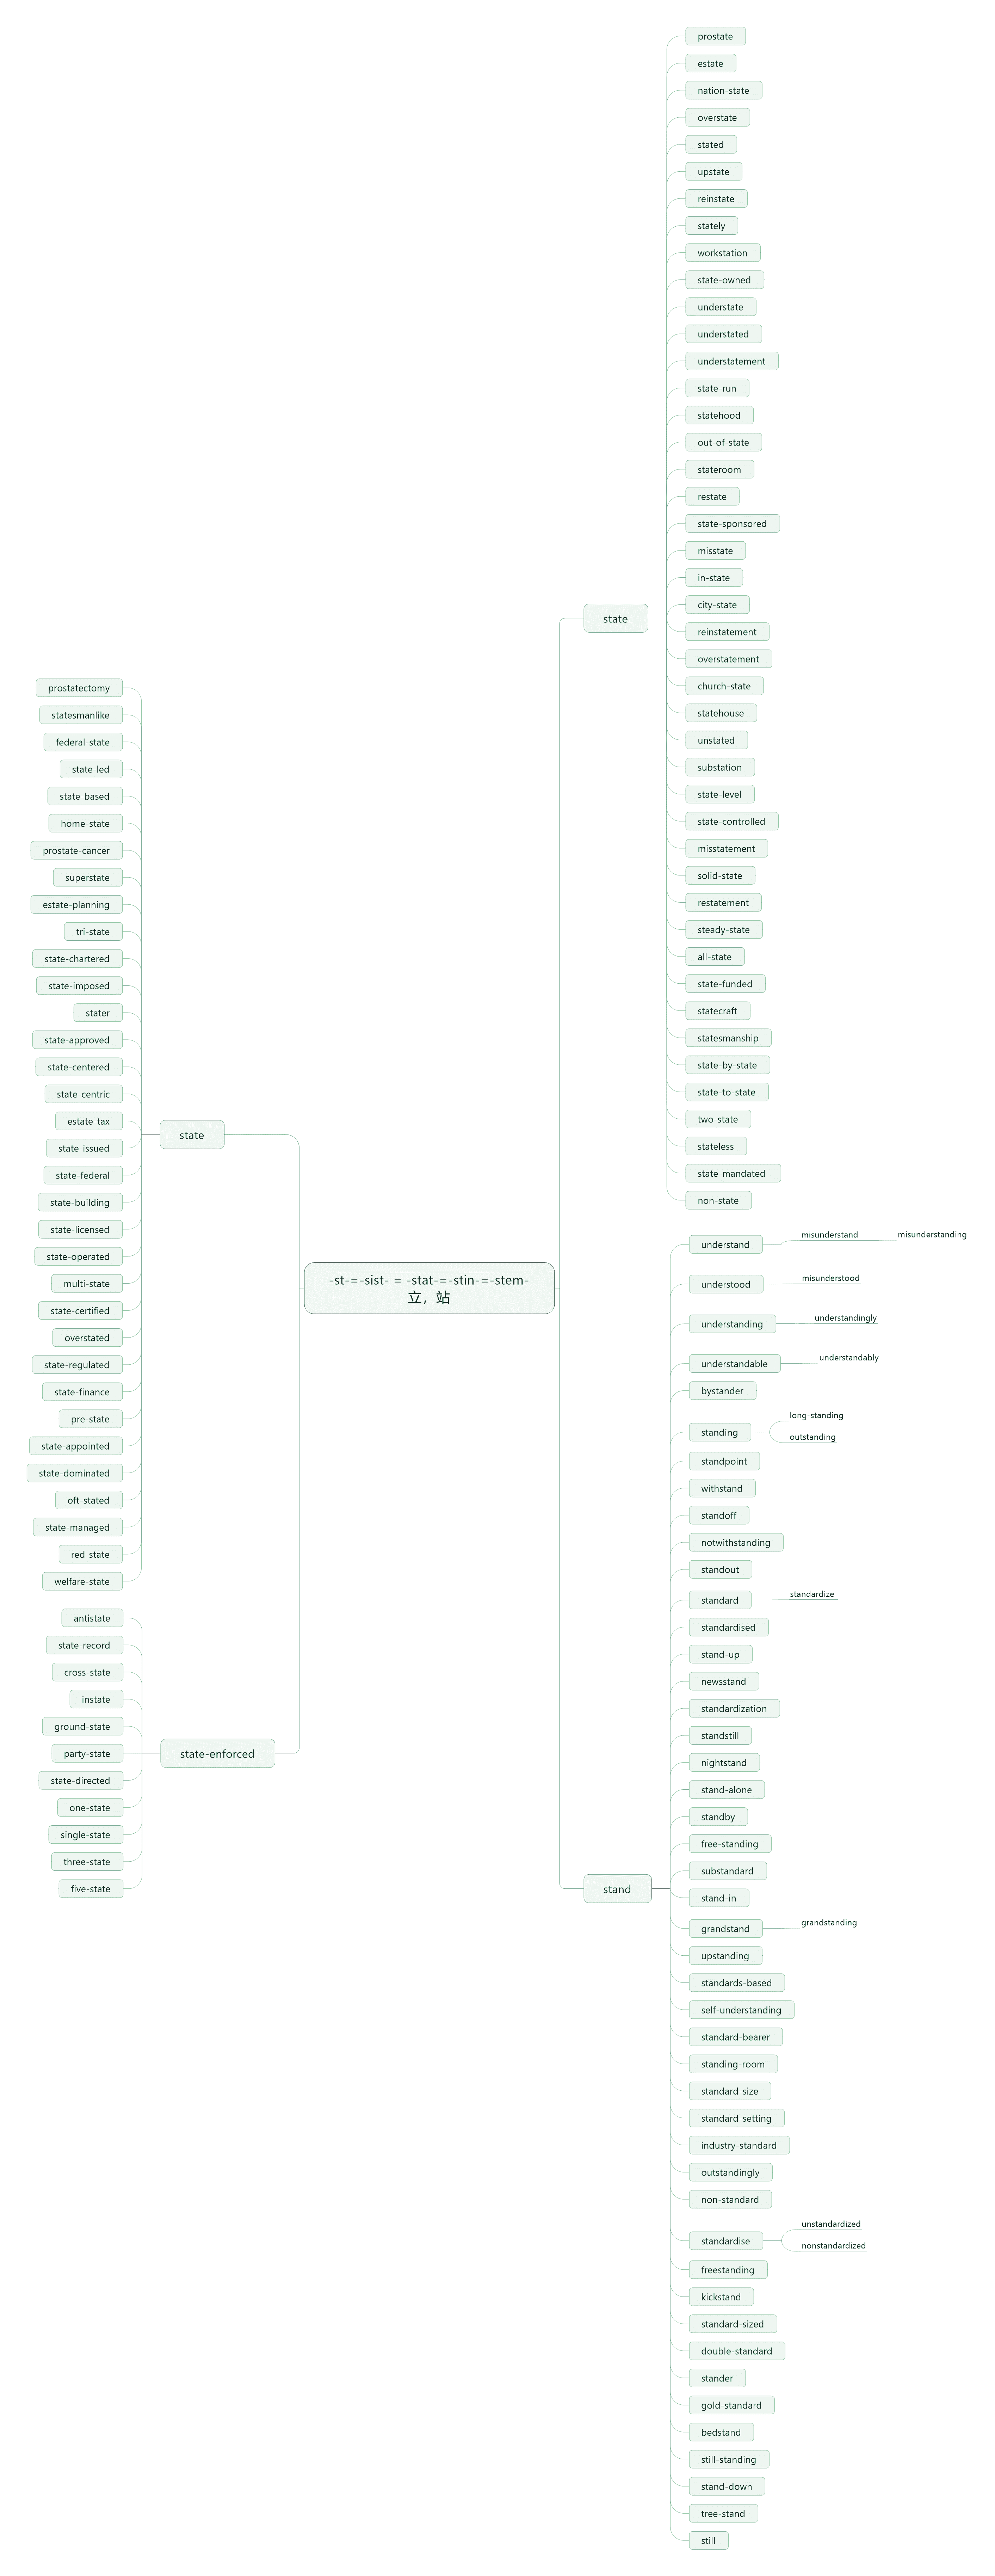 -st-=-sist- = -stat-=-stin-=-stem-
立，站
state
prostate
estate
nation-state
overstate
stated
upstate
reinstate
stately
workstation
state-owned
understate
understated
understatement
state-run
statehood
out-of-state
stateroom
restate
state-sponsored
misstate
in-state
city-state
reinstatement
overstatement
church-state
statehouse
unstated
substation
state-level
state-controlled
misstatement
solid-state
restatement
steady-state
all-state
state-funded
statecraft
statesmanship
state-by-state
state-to-state
two-state
stateless
state-mandated
non-state
stand
understand
misunderstand
misunderstanding
understood
misunderstood
understanding
understandingly
understandable
understandably
bystander
standing
long-standing
outstanding
standpoint
withstand
standoff
notwithstanding
standout
standard
standardize
standardised
stand-up
newsstand
standardization
standstill
nightstand
stand-alone
standby
free-standing
substandard
stand-in
grandstand
grandstanding
upstanding
standards-based
self-understanding
standard-bearer
standing-room
standard-size
standard-setting
industry-standard
outstandingly
non-standard
standardise
unstandardized
nonstandardized
freestanding
kickstand
standard-sized
double-standard
stander
gold-standard
bedstand
still-standing
stand-down
tree-stand
still
state
prostatectomy
statesmanlike
federal-state
state-led
state-based
home-state
prostate-cancer
superstate
estate-planning
tri-state
state-chartered
state-imposed
stater
state-approved
state-centered
state-centric
estate-tax
state-issued
state-federal
state-building
state-licensed
state-operated
multi-state
state-certified
overstated
state-regulated
state-finance
pre-state
state-appointed
state-dominated
oft-stated
state-managed
red-state
welfare-state
state-enforced
antistate
state-record
cross-state
instate
ground-state
party-state
state-directed
one-state
single-state
three-state
five-state